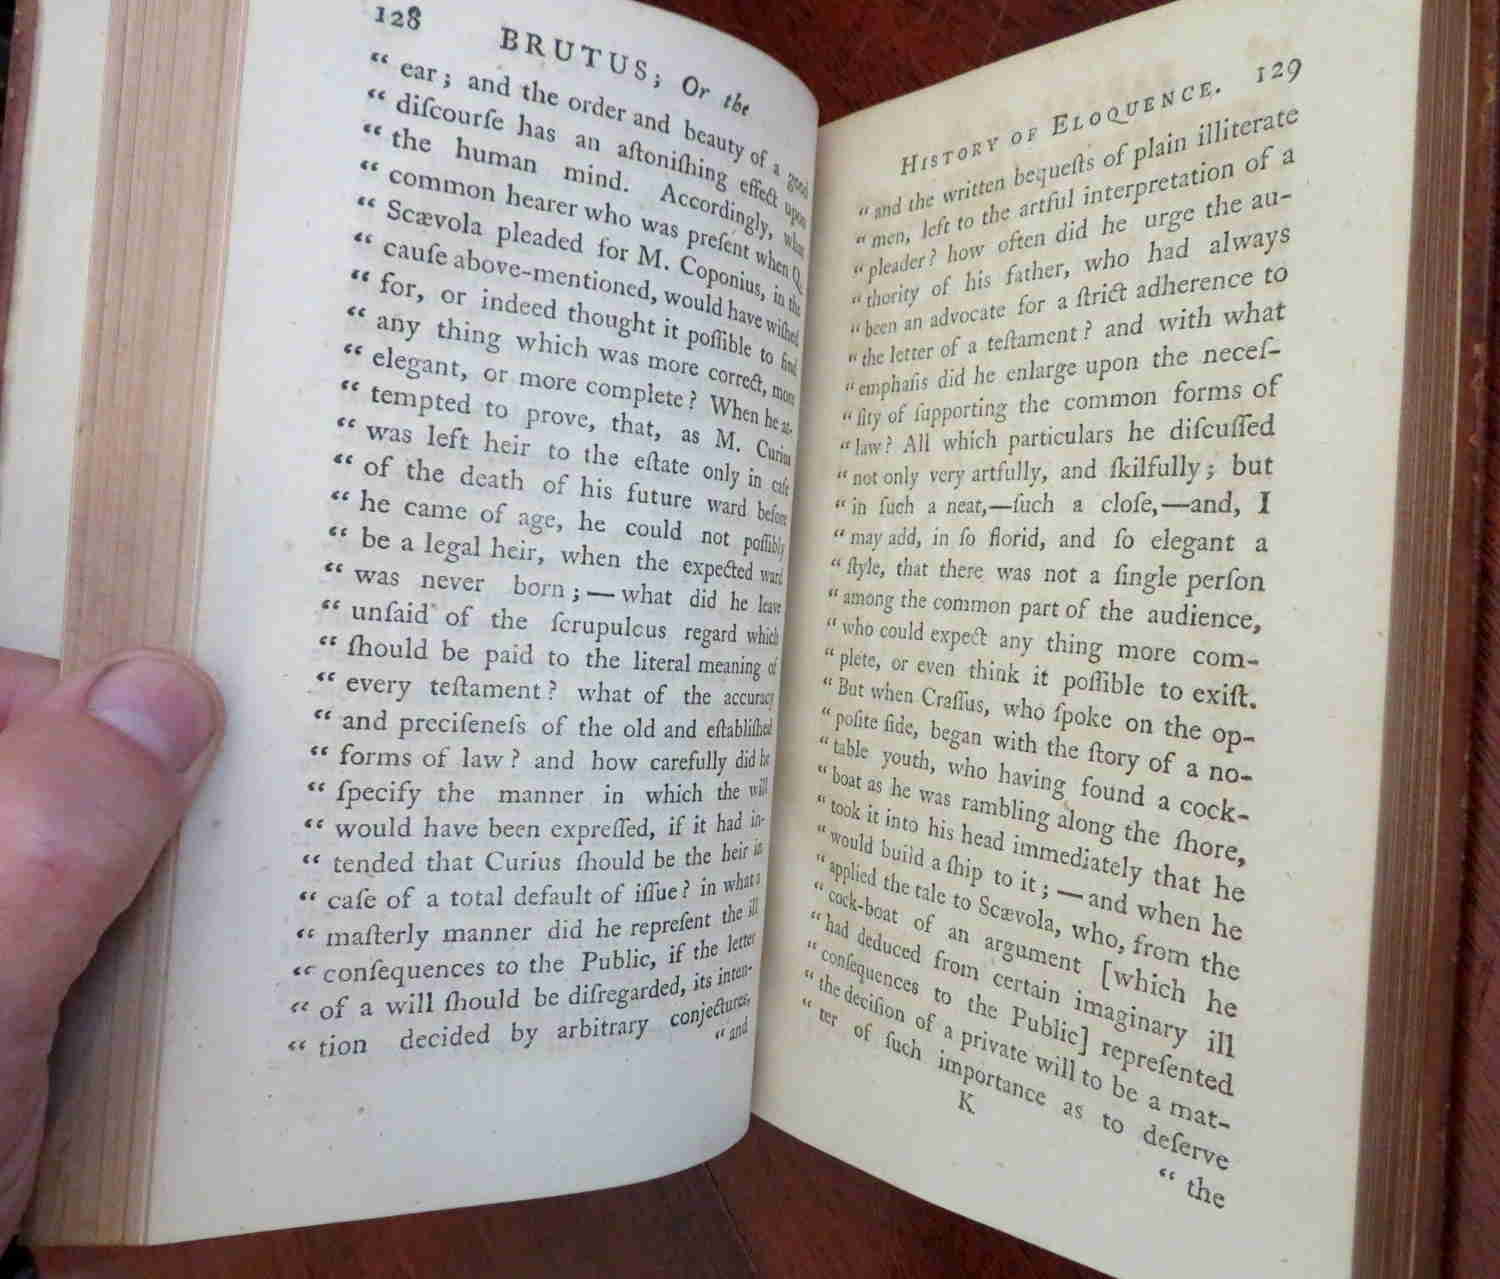 128 BRUTUS; Or the
“ ear; and the order and beauty of a good
“ diſcourſe has an aſtoniſhing effect upon
“ the human mind. Accordingly, what
“ common hearer who was preſent when Q.
“ Scævola pleaded for M. Coponius, in the
“ cauſe above-mentioned, would have wiſhed
“ for, or indeed thought it poſſible to find
“ any thing which was more correct, more
“ elegant, or more complete? When he at-
“ tempted to prove, that, as M. Curius
“ was left heir to the eſtate only in caſe
“ of the death of his future ward before
“ he came of age, he could not poſſibly
“ be a legal heir, when the expected ward
“ was never born;—what did he leave
“ unſaid of the ſcrupulcus regard which
“ ſhould be paid to the literal meaning of
“ every teſtament? what of the accuracy
“ and preciſeneſs of the old and eſtabliſhed
“ forms of law? and how carefully did he
“ ſpecify the manner in which the will
“ would have been expreſſed, if it had in-
“ tended that Curius ſhould be the heir in
“ caſe of a total default of iſſue? in what a
“ maſterly manner did he repreſent the ill
“ conſequences to the Public, if the letter
“ of a will ſhould be diſregarded, its inten-
“ tion decided by arbitrary conjectures,
“ and
HISTORY OF ELOQUENCE. 129
“ and the written bequeſts of plain illiterate
“ men, left to the artful interpretation of a
“ pleader? how often did he urge the au-
“ thority of his father, who had always
“ been an advocate for a ſtrict adherence to
“ the letter of a teſtament? and with what
“ emphaſis did he enlarge upon the neceſ-
“ ſity of ſupporting the common forms of
“ law? All which particulars he diſcuſſed
“ not only very artfully, and ſkilfully; but
“ in ſuch a neat,—ſuch a cloſe,—and, I
“ may add, in ſo florid, and ſo elegant a
“ ſtyle, that there was not a ſingle perſon
“ among the common part of the audience,
“ who could expect any thing more com-
“ plete, or even think it poſſible to exiſt.
“ But when Craſſus, who ſpoke on the op-
“ poſite ſide, began with the ſtory of a no-
“ table youth, who having found a cock-
“ boat as he was rambling along the ſhore,
“ took it into his head immediately that he
“ would build a ſhip to it;—and when he
“ applied the tale to Scævola, who, from the
“ cock-boat of an argument [which he
“ had deduced from certain imaginary ill
“ conſequences to the Public] repreſented
“ the deciſion of a private will to be a mat-
“ ter of ſuch importance as to deſerve
K
“ the